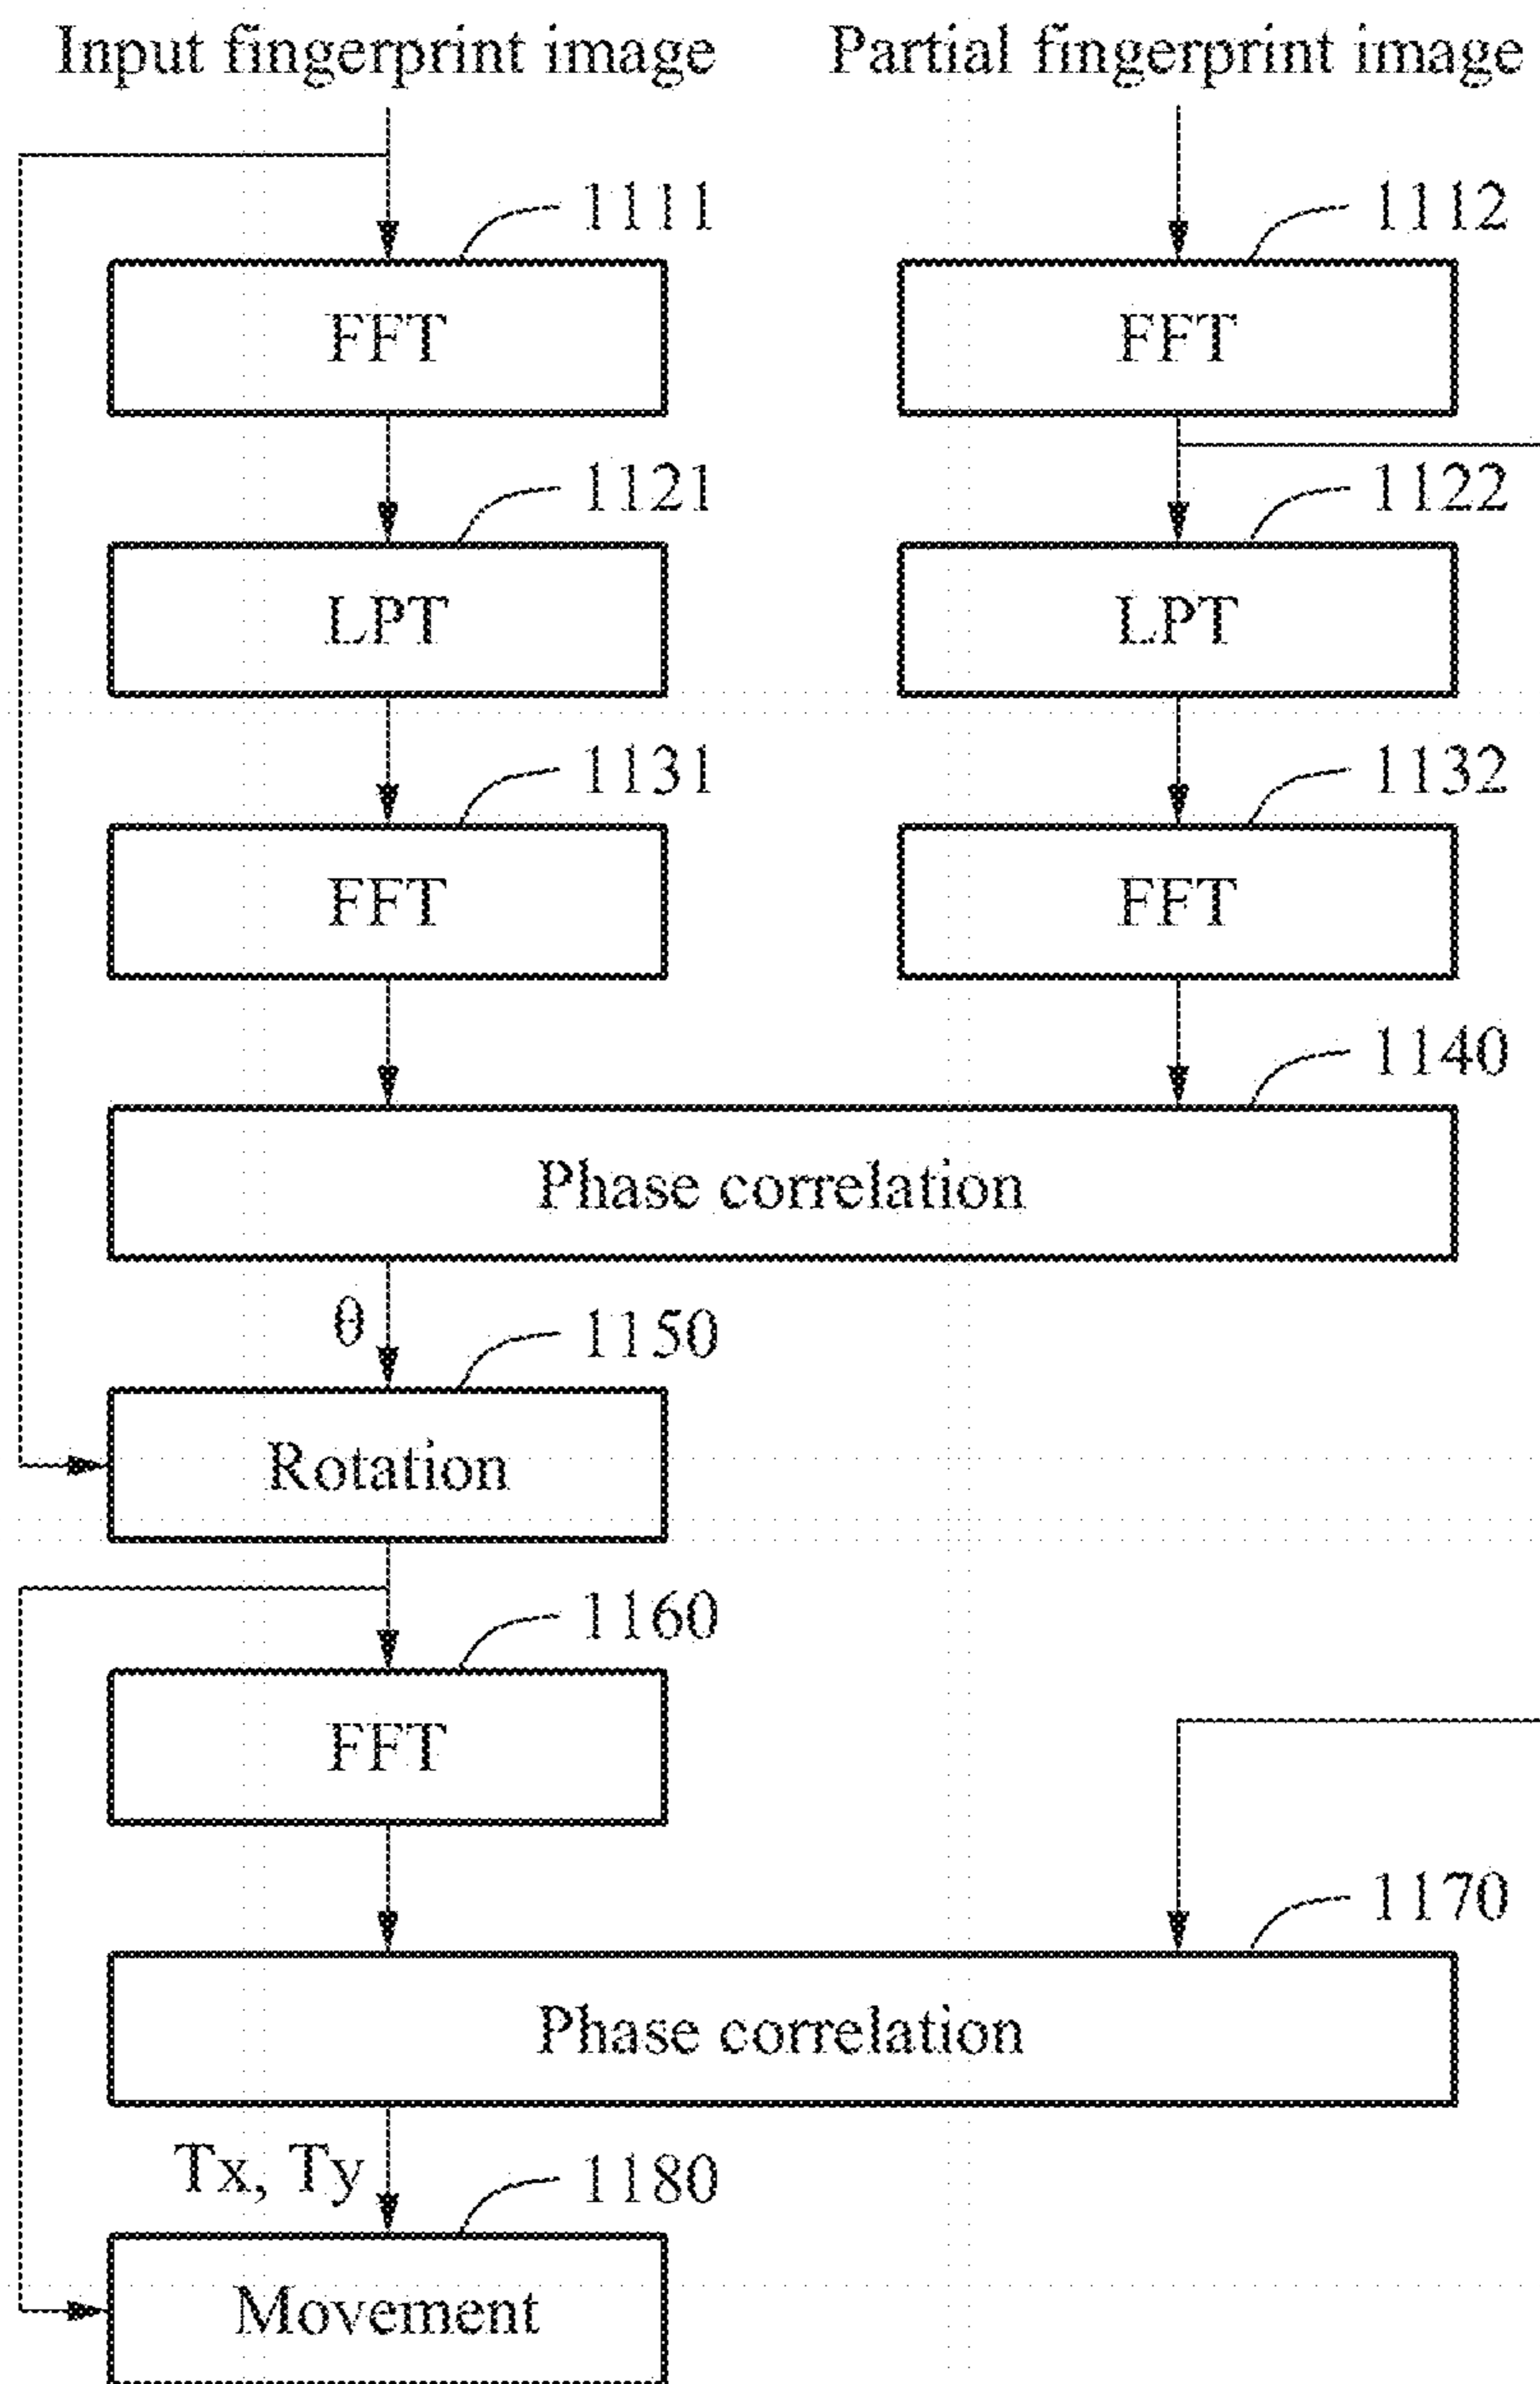 Input fingerprint image
Partial fingerprint image
1111
1112
FFT
FFT
1121
1122
LPT
LPT
1131
1132
FFT
FFT
1140
Phase correlation
θ
1150
Rotation
1160
FFT
1170
Phase correlation
Tx, Ty
1180
Movement